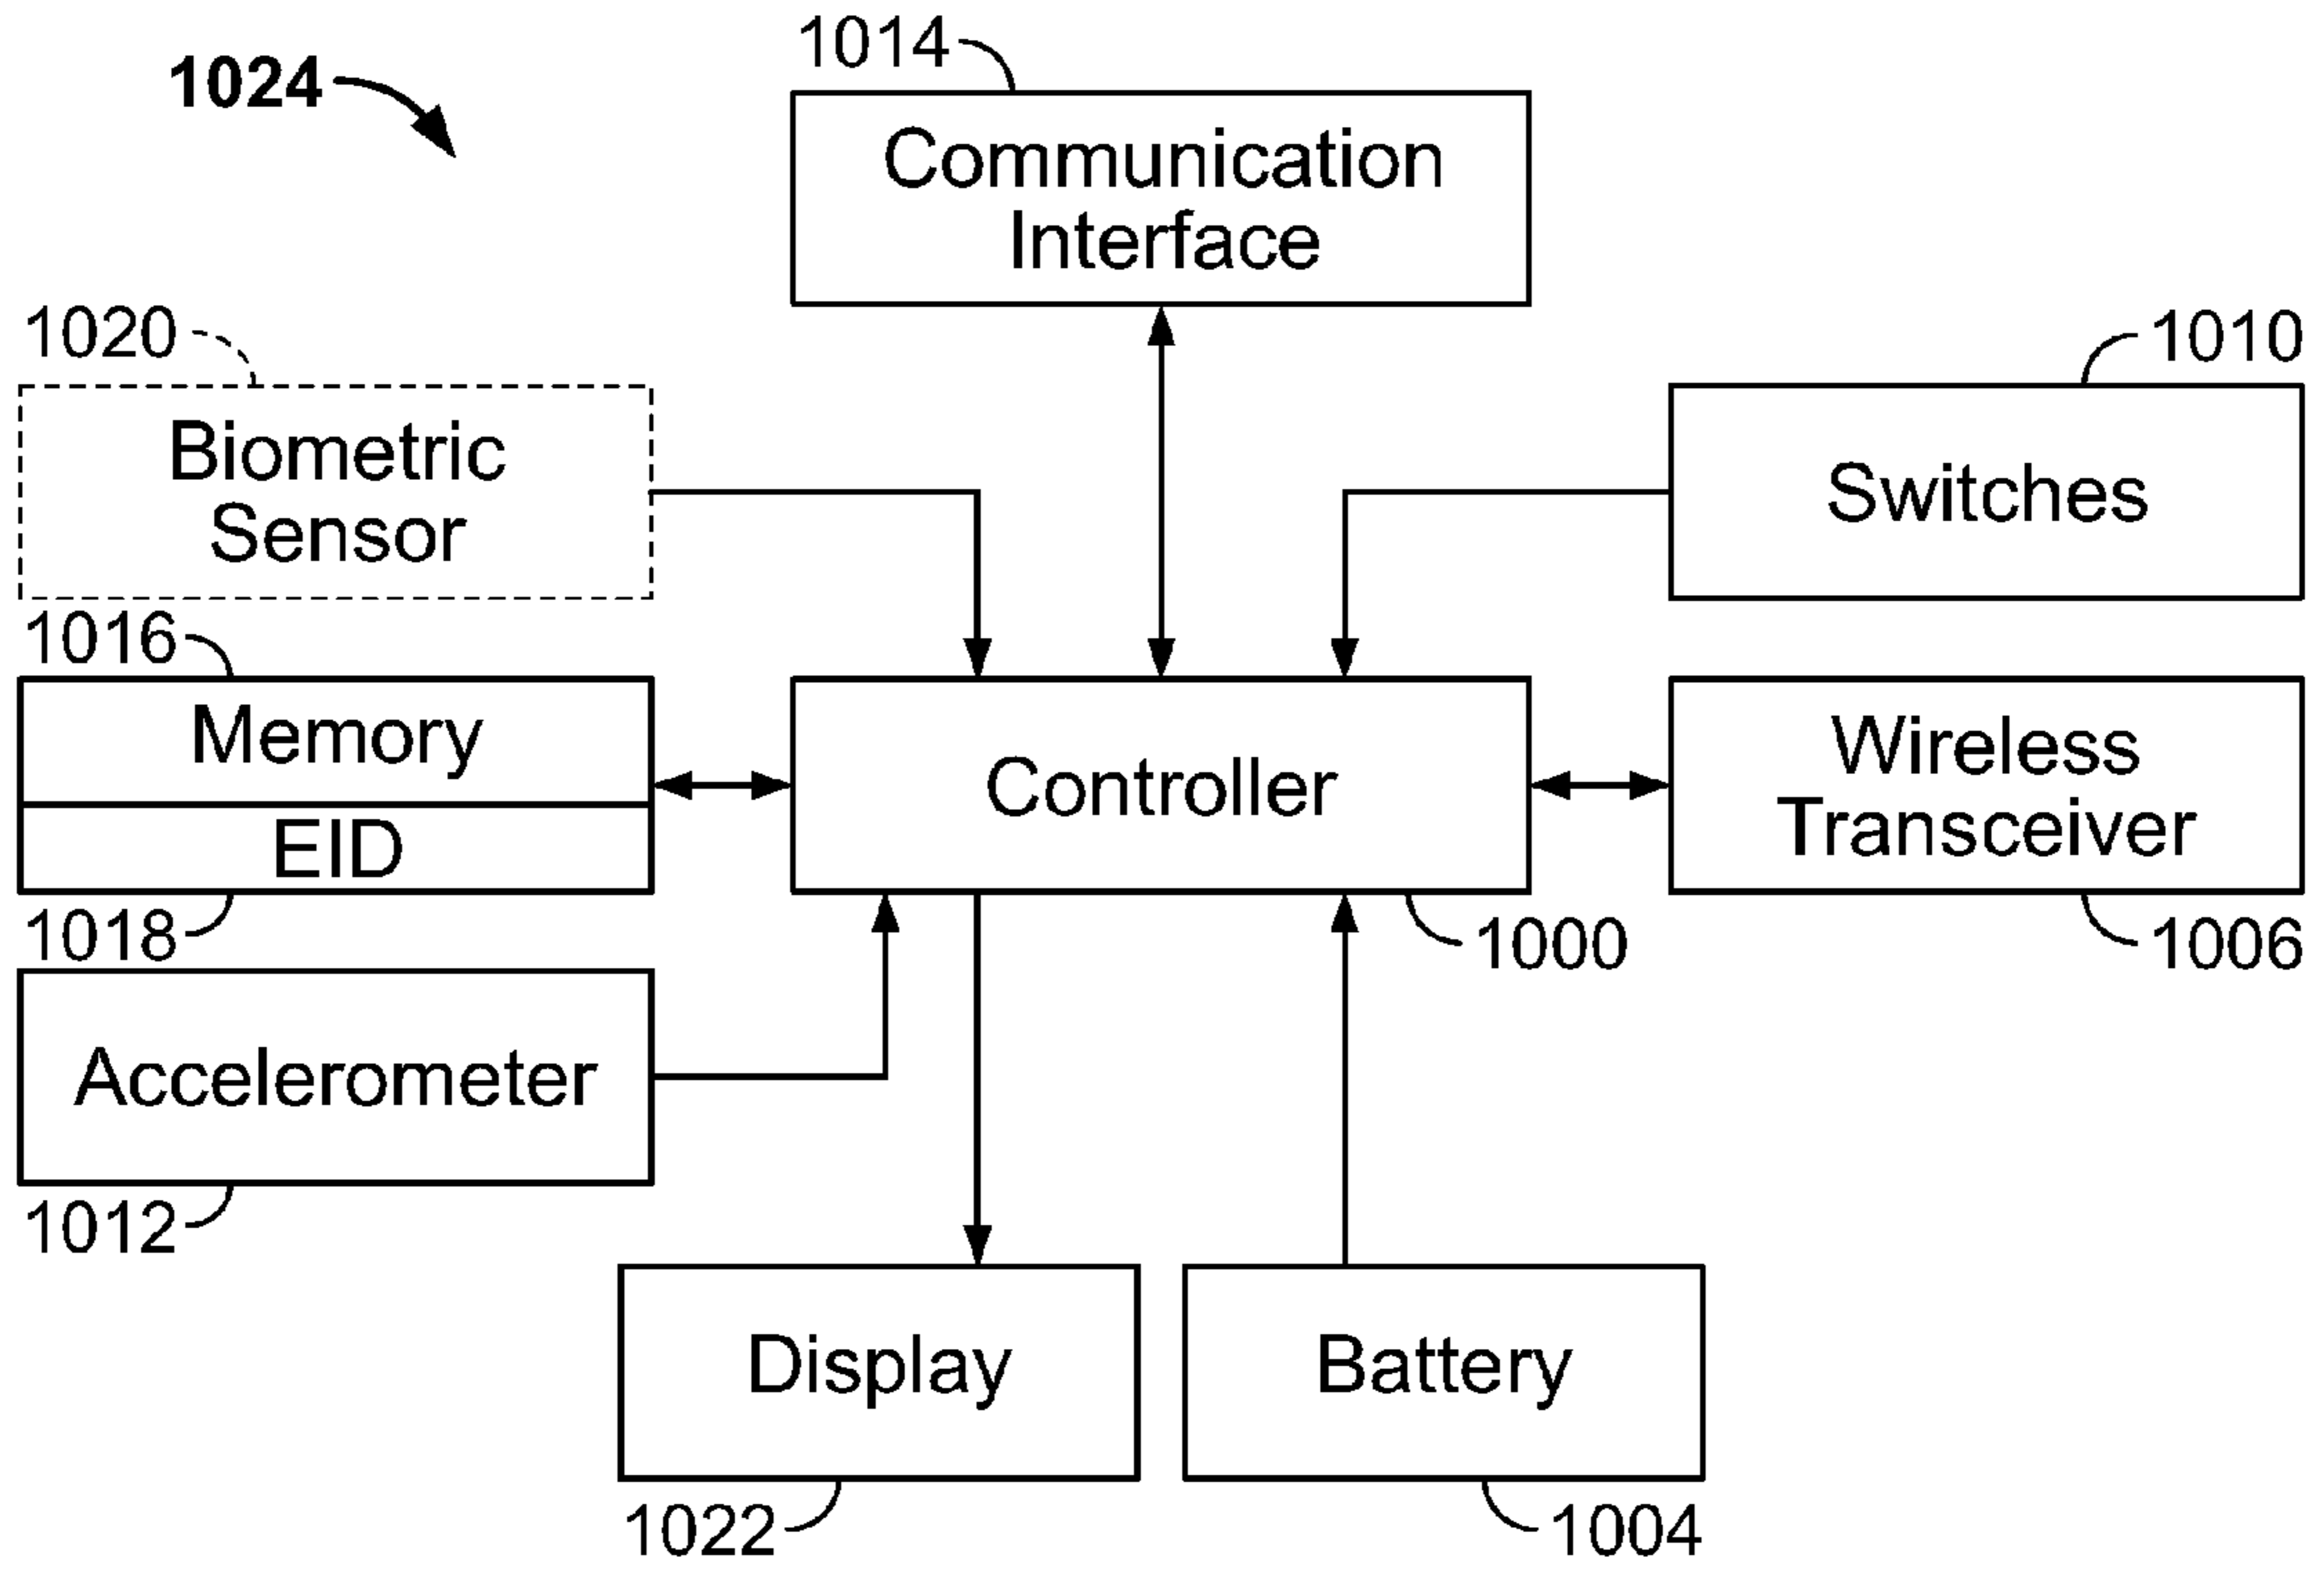 1014
1024
Communication
Interface
1020
1010
Biometric
Sensor
Switches
1016
Memory
EID
Controller
Wireless
Transceiver
1018
1000
1006
Accelerometer
1012
Display
Battery
1022
1004